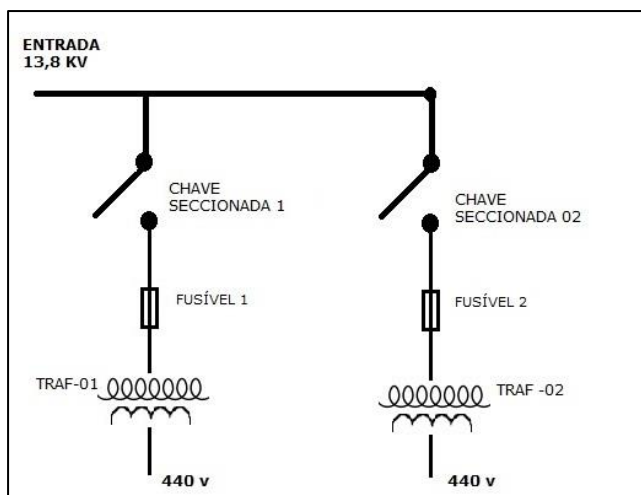 ENTRADA
13,8 KV
CHAVE
SECCIONADA 1
CHAVE
SECCIONADA 02
FUSÍVEL 1
FUSÍVEL 2
TRAF-01
TRAF -02
440 v
440 v